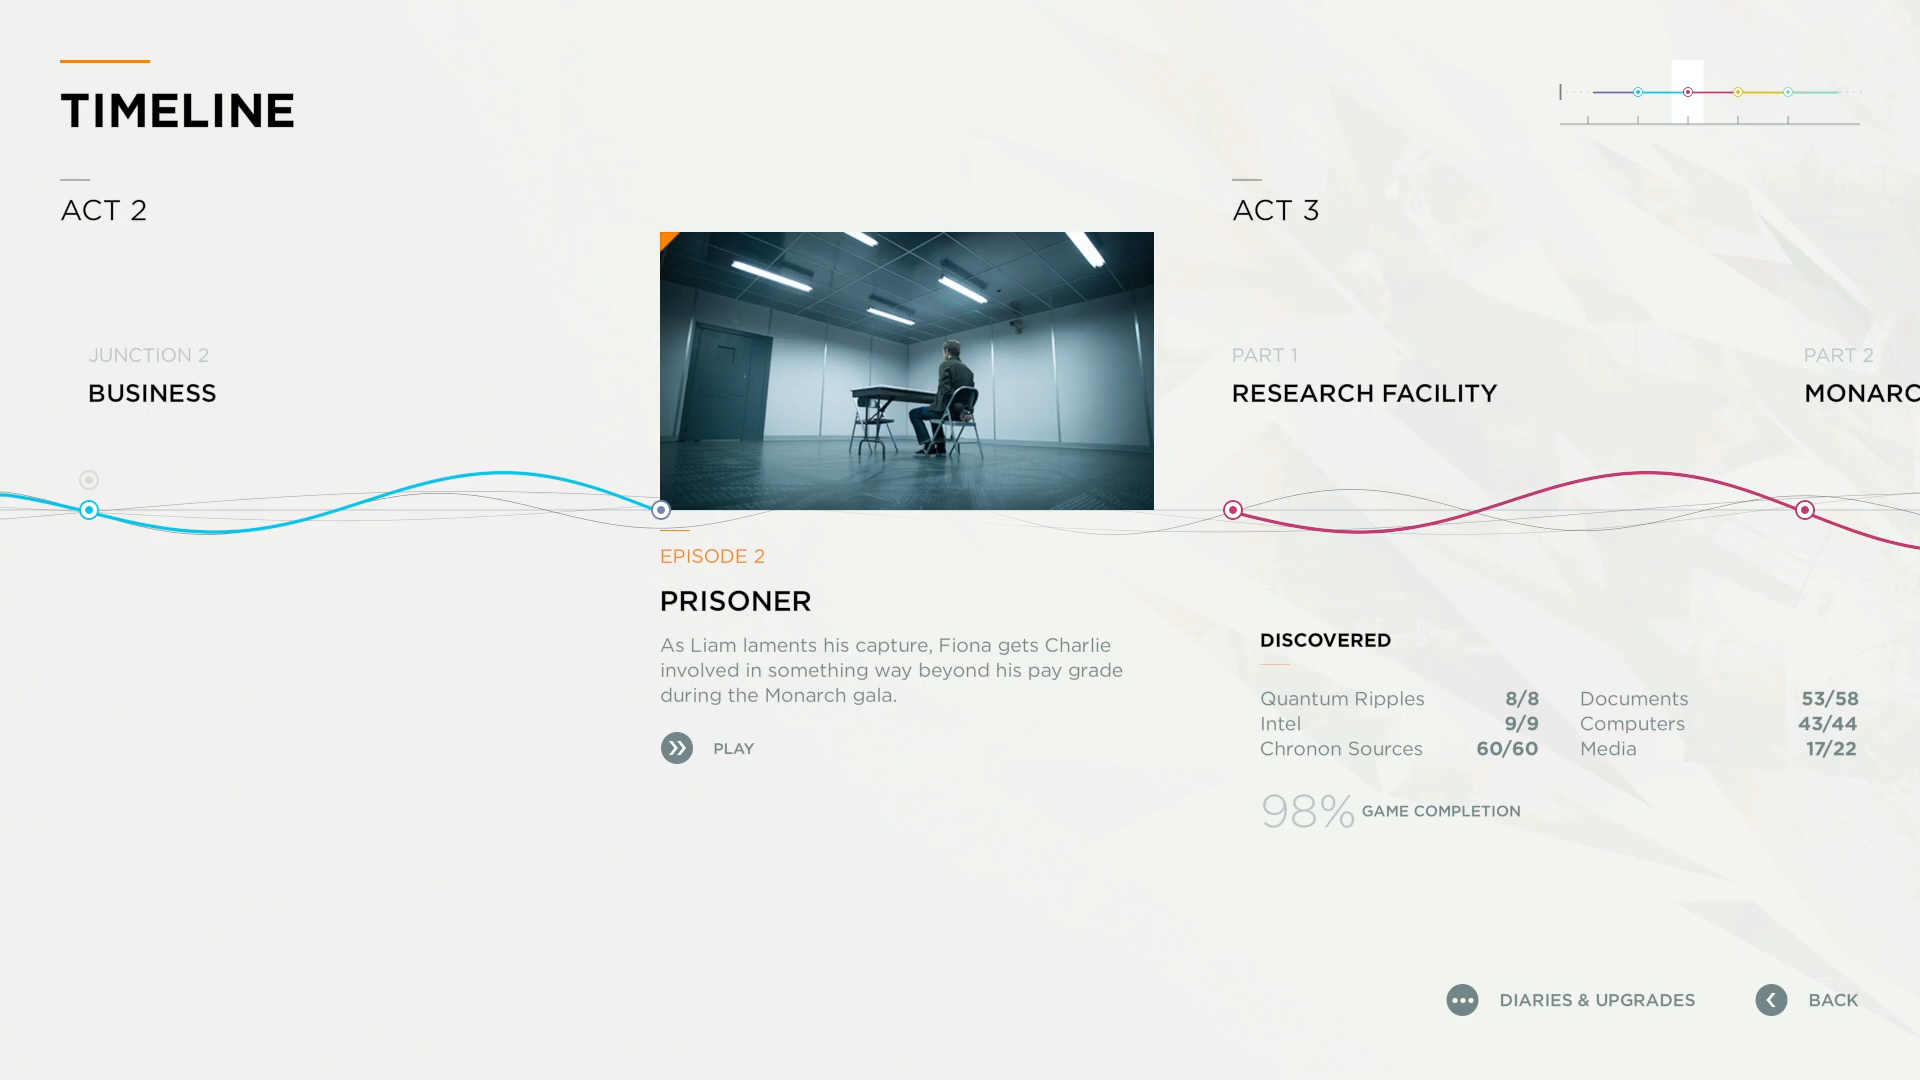 TIMELINE
ACT 2
ACT 3
JUNCTION 2
BUSINESS
PART 1
RESEARCH FACILITY
PART 2
MONARC
EPISODE 2
PRISONER
As Liam laments his capture, Fiona gets Charlie
involved in something way beyond his pay grade
during the Monarch gala.
PLAY
DISCOVERED
Quantum Ripples 8/8 Documents 53/58
Intel 9/9 Computers 43/44
Chronon Sources 60/60 Media 17/22
98% GAME COMPLETION
DIARIES & UPGRADES BACK